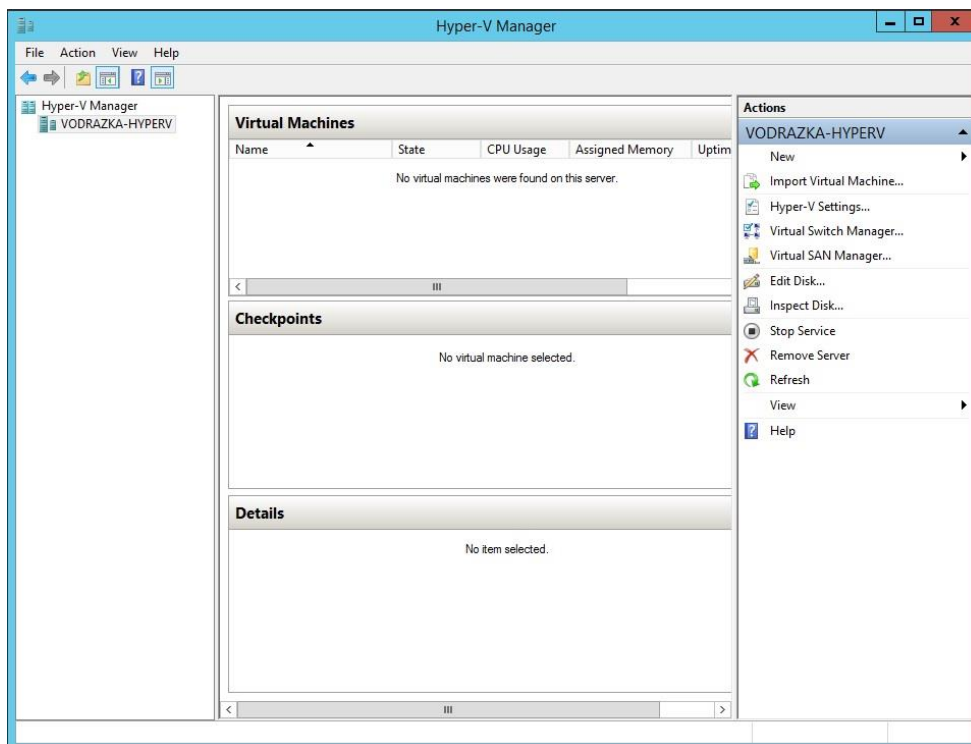 Hyper-V Manager
File Action View Help
Hyper-V Manager
VODRAZKA-HYPERV
Virtual Machines
Name State CPU Usage Assigned Memory Uptim
No virtual machines were found on this server.
Checkpoints
No virtual machine selected.
Details
No item selected.
Actions
VODRAZKA-HYPERV
New
Import Virtual Machine...
Hyper-V Settings...
Virtual Switch Manager...
Virtual SAN Manager...
Edit Disk...
Inspect Disk...
Stop Service
Remove Server
Refresh
View
Help